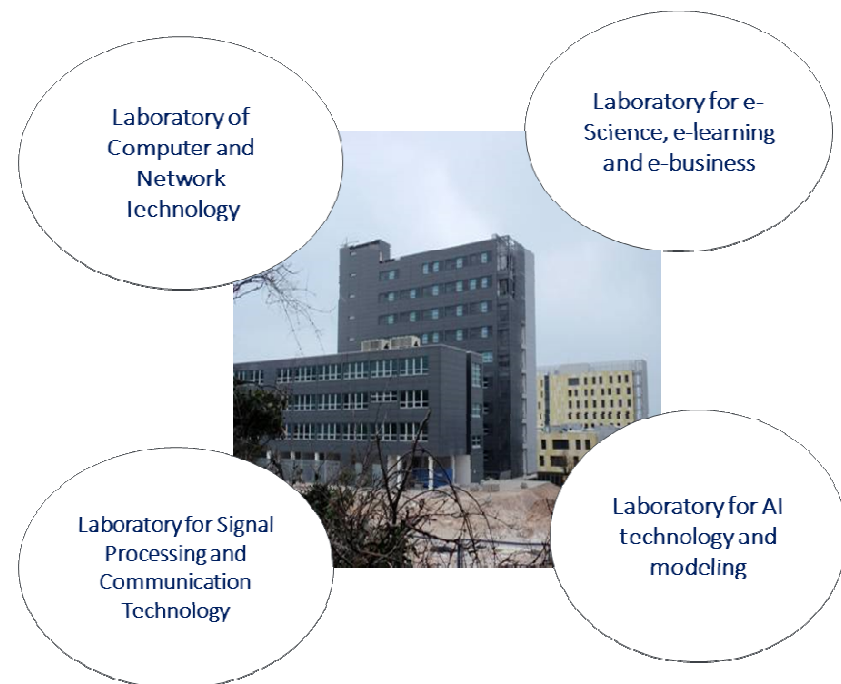 Laboratory of
Computer and
Network
Technology
Laboratory for e-
Science, e-learning
and e-business
Laboratory for Signal
Processing and
Communication
Technology
Laboratory for AI
technology and
modeling